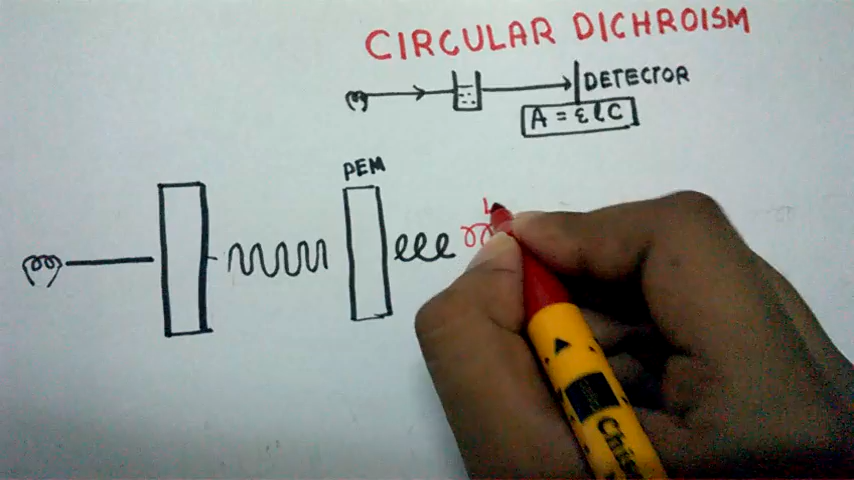 CIRCULAR DICHROISM
DETECTOR
A = εlC
PEM
L